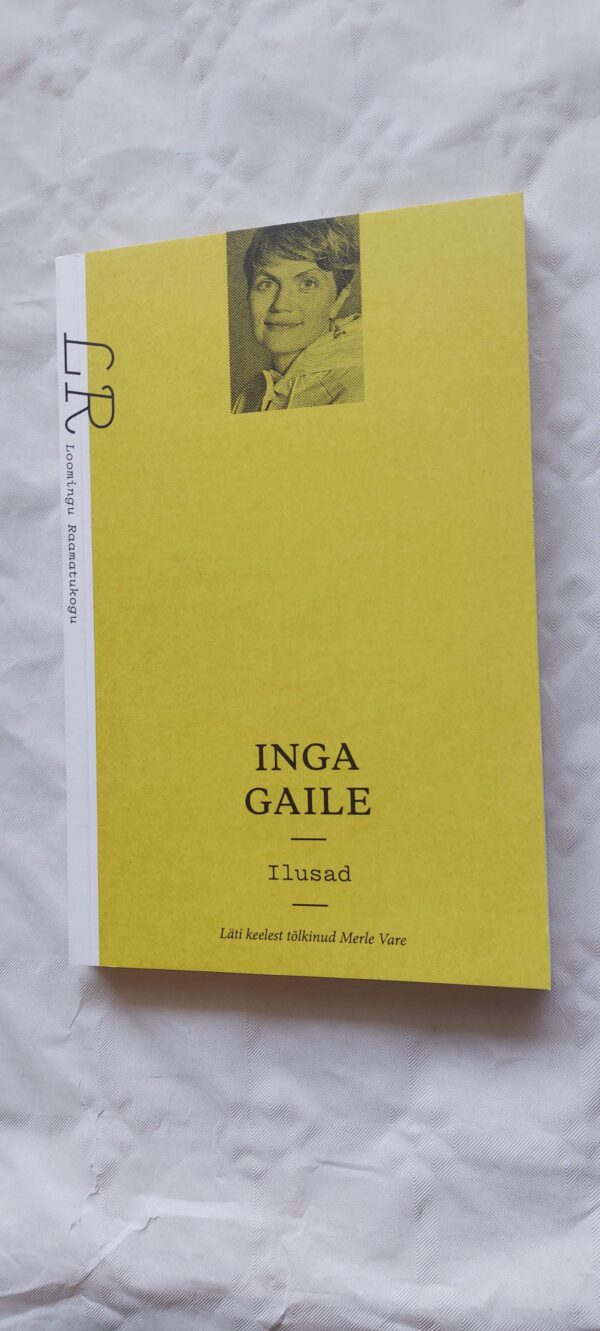 LR
Loomingu Raamatukogu
INGA
GAILE
Ilusad
Läti keelest tõlkinud Merle Vare